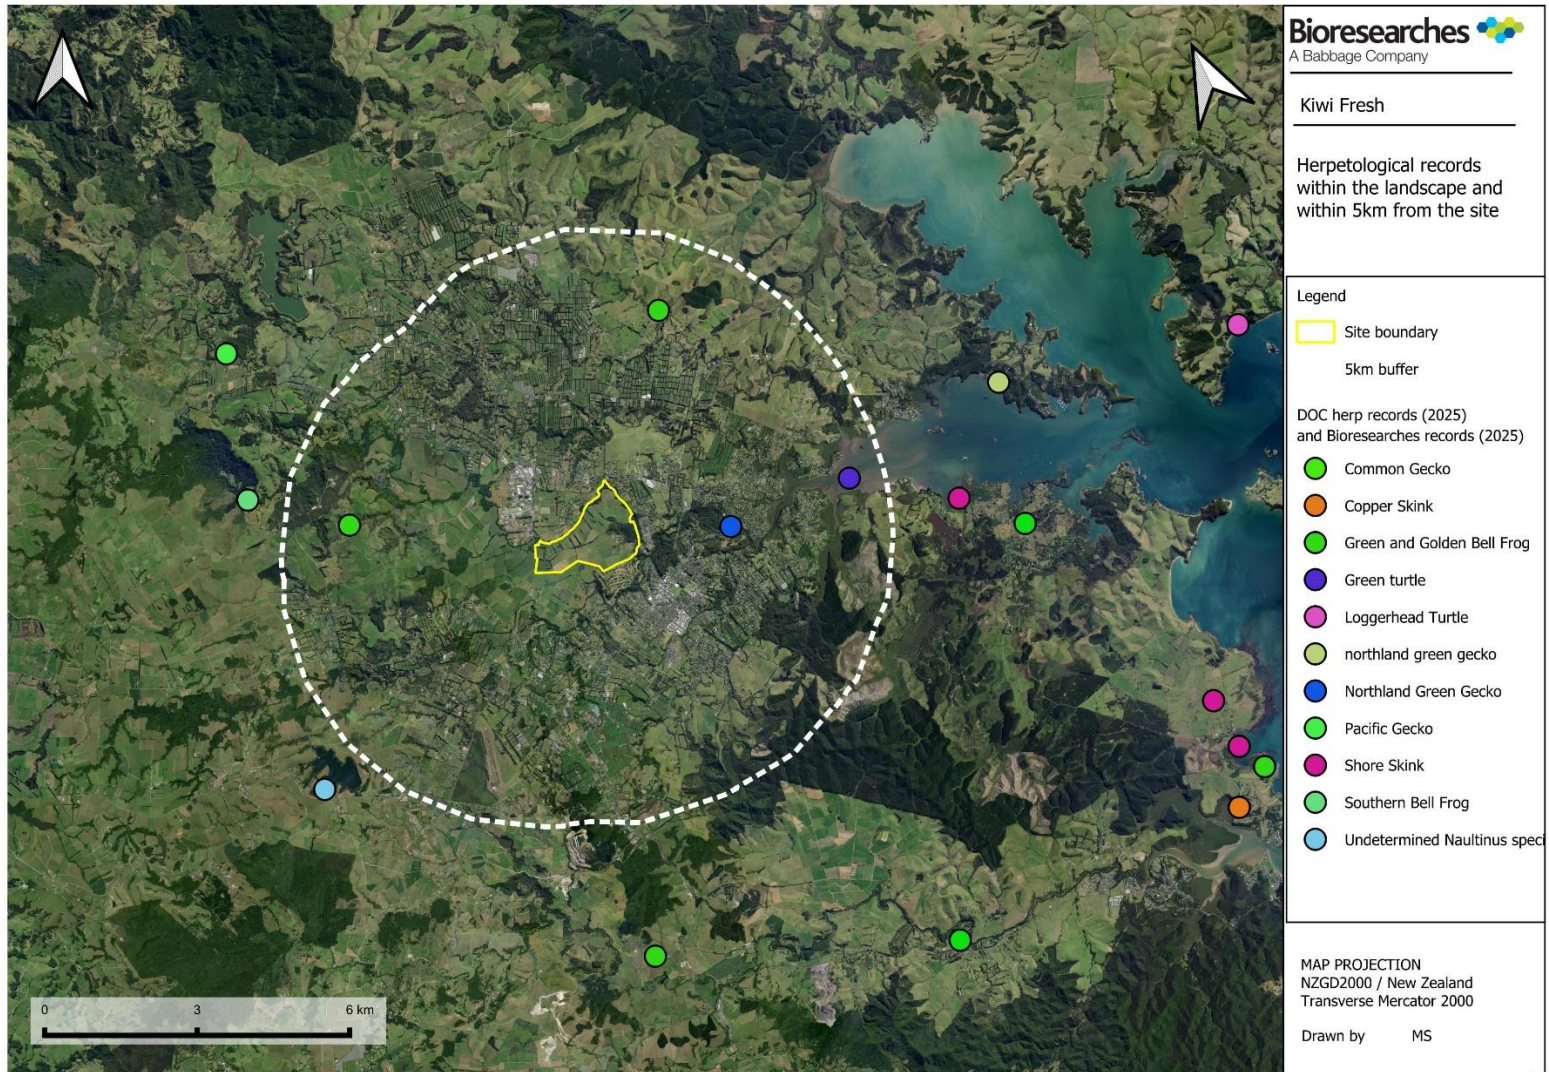 Bioresearches
A Babbage Company
Kiwi Fresh
Herpetological records
within the landscape and
within 5km from the site
Legend
Site boundary
5km buffer
DOC herp records (2025)
and Bioresearches records (2025)
Common Gecko
Copper Skink
Green and Golden Bell Frog
Green turtle
Loggerhead Turtle
northland green gecko
Northland Green Gecko
Pacific Gecko
Shore Skink
Southern Bell Frog
Undetermined Naultinus speci
MAP PROJECTION
NZGD2000 / New Zealand
Transverse Mercator 2000
Drawn by MS
0 3 6 km